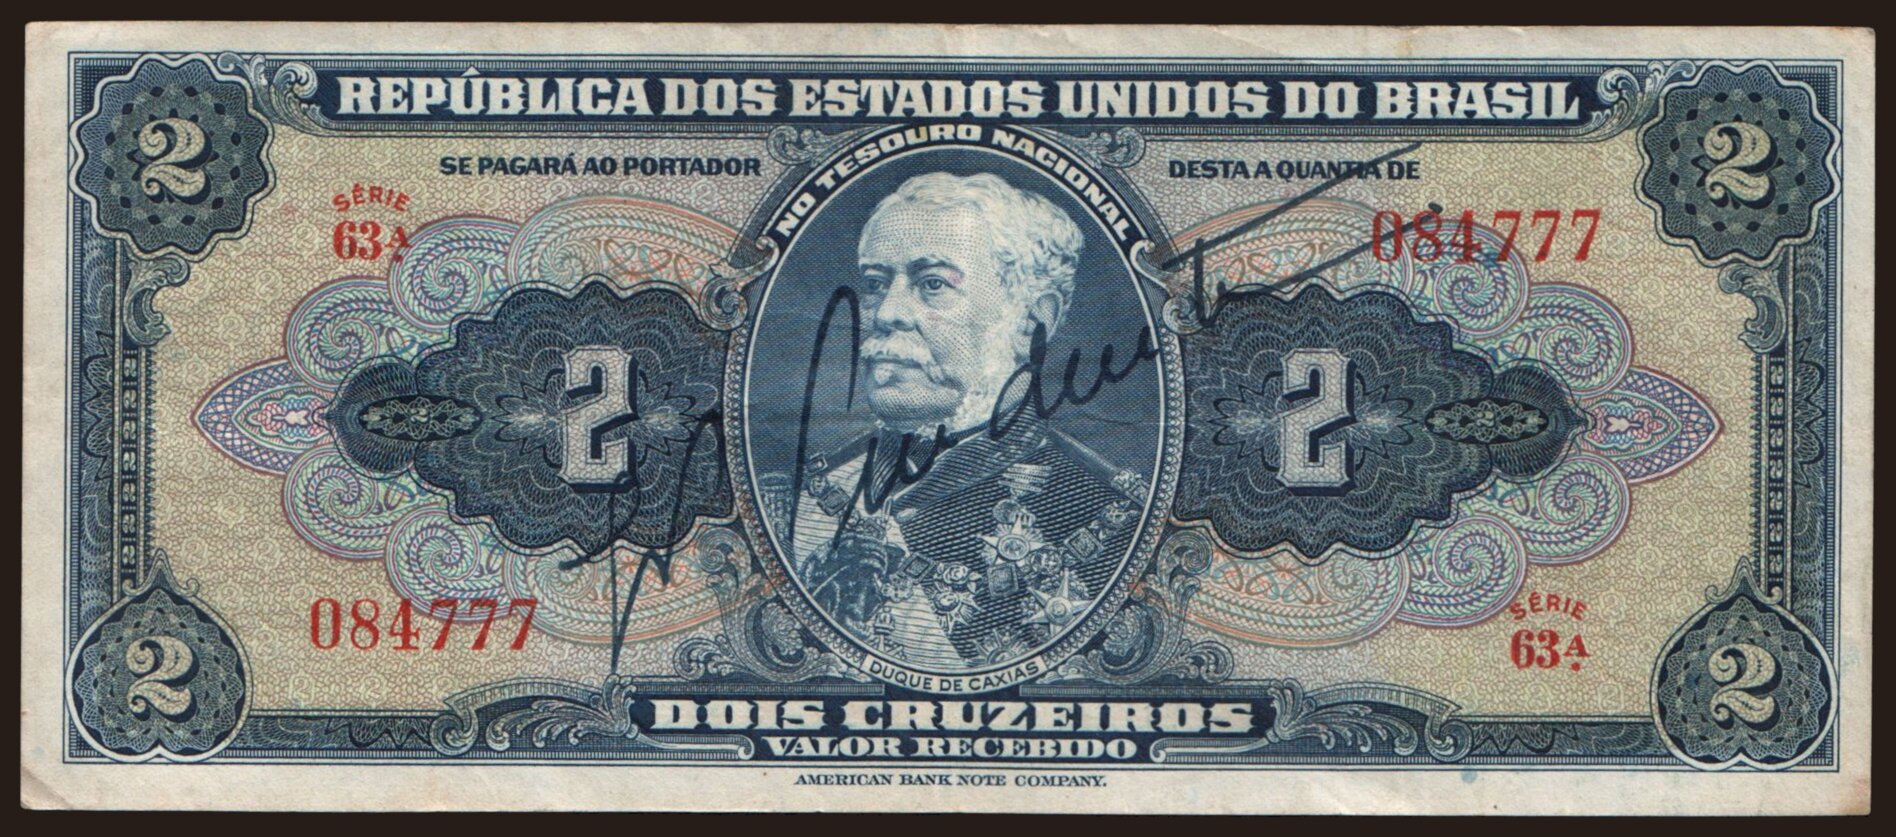 REPÚBLICA DOS ESTADOS UNIDOS DO BRASIL
2
2
NO TESOURO NACIONAL
SE PAGARÁ AO PORTADOR
DESTA A QUANTIA DE
SÉRIE
63A.
084777
2
2
084777
SÉRIE
63A.
DUQUE DE CAXIAS
2
2
DOIS CRUZEIROS
VALOR RECEBIDO
AMERICAN BANK NOTE COMPANY.